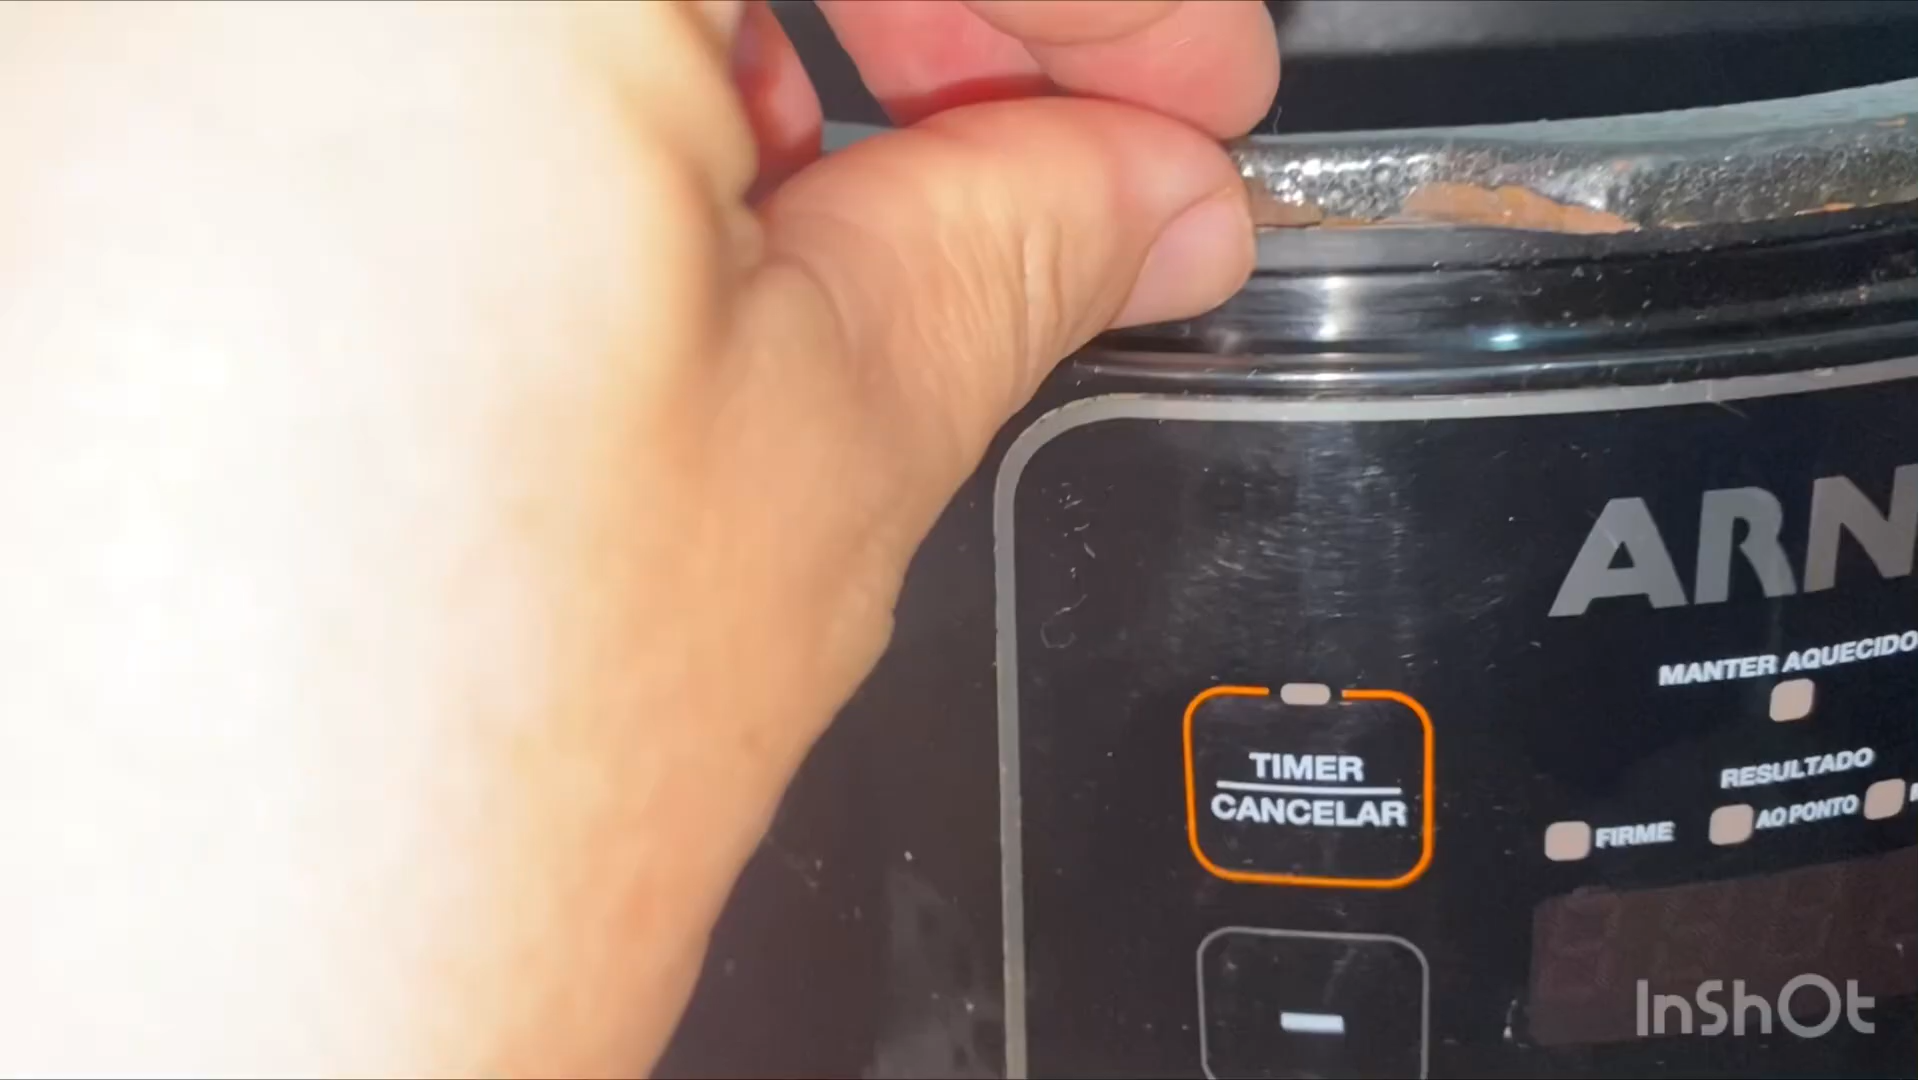 ARN
MANTER AQUECIDO
TIMER
CANCELAR
RESULTADO
FIRME
AO PONTO
InShOt